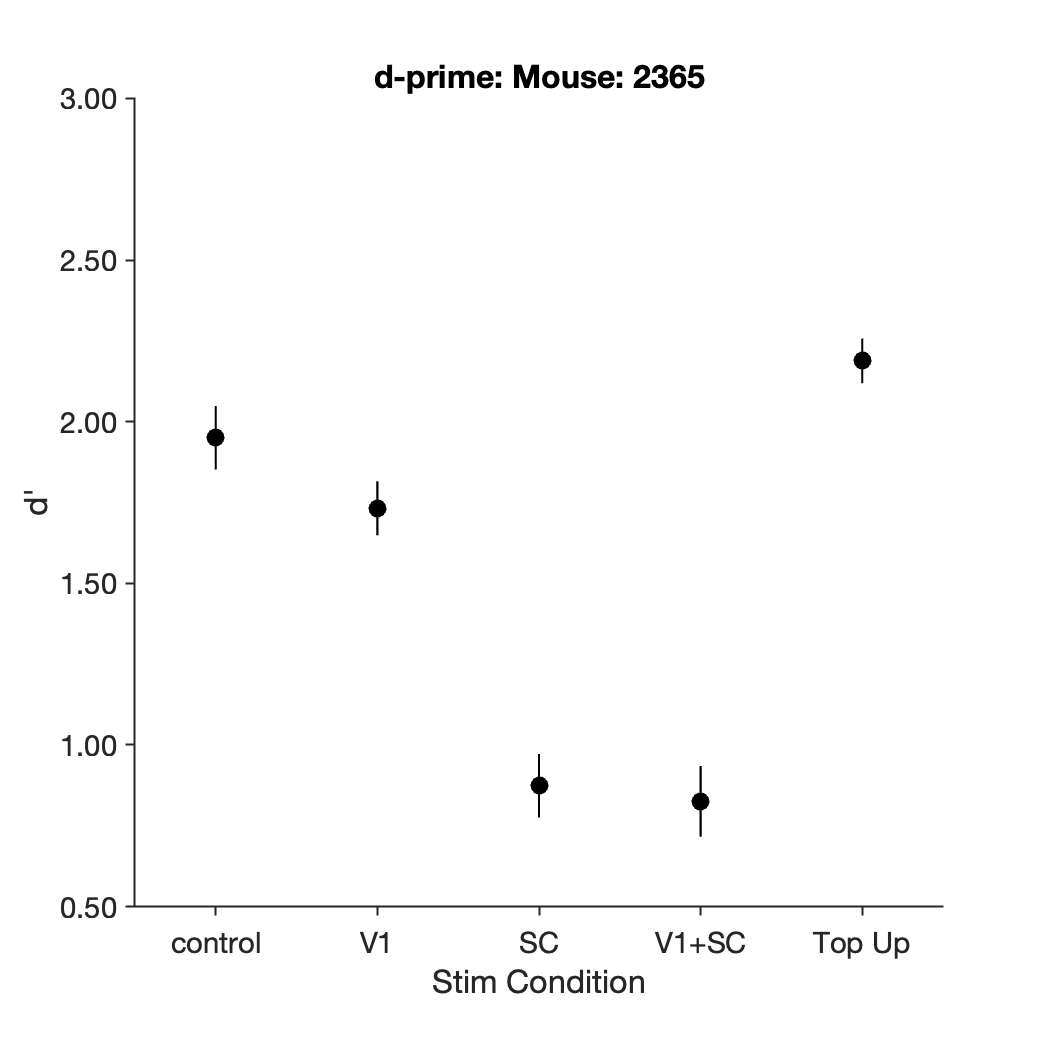 d-prime: Mouse: 2365
3.00
2.50
2.00
1.50
1.00
0.50
d'
control V1 SC V1+SC Top Up
Stim Condition